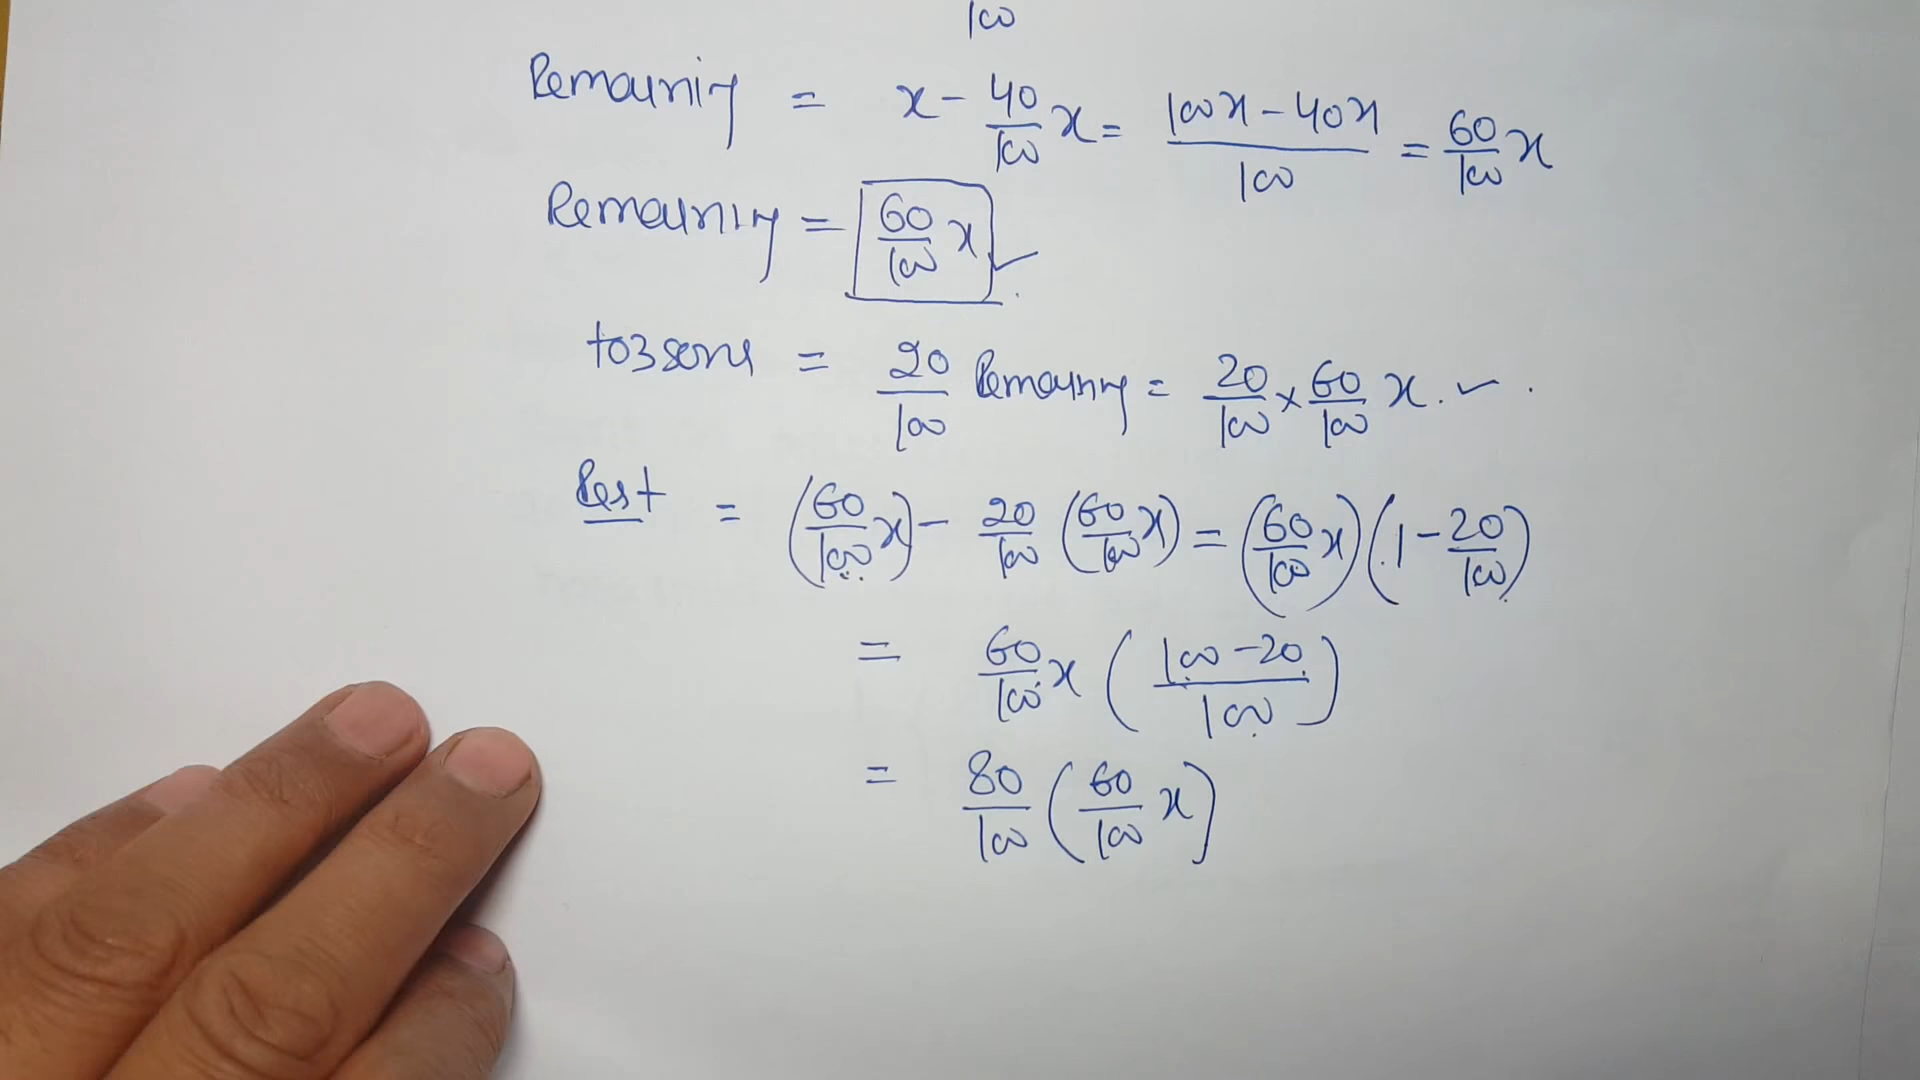 100
Remaining = x - 40/100 x = 100x - 40x/100 = 60/100 x
Remaining = 60/100 x ✓.
to 3 sons = 20/100 Remaining = 20/100 × 60/100 x. ✓.
Rest = (60/100 x) - 20/100 (60/100 x) = (60/100 x)(1 - 20/100)
= 60/100 x (100 - 20/100)
= 80/100 (60/100 x)